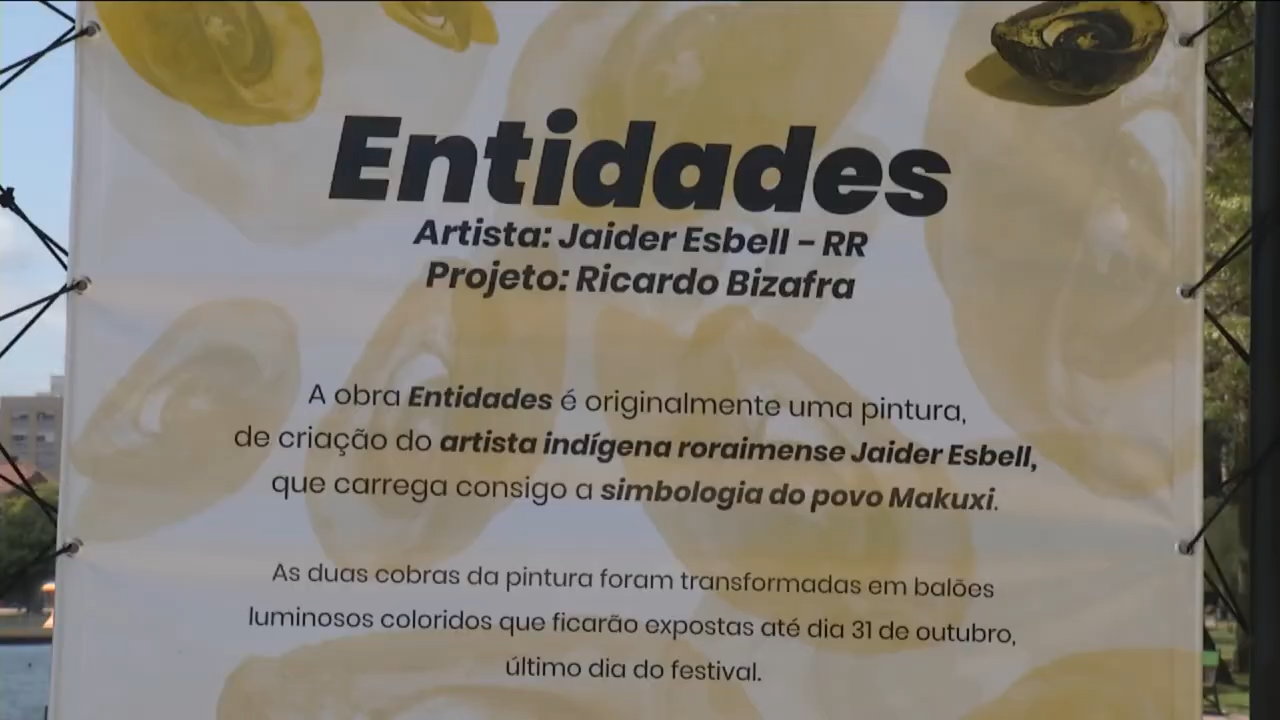 Entidades
Artista: Jaider Esbell - RR
Projeto: Ricardo Bizafra
A obra Entidades é originalmente uma pintura,
de criação do artista indígena roraimense Jaider Esbell,
que carrega consigo a simbologia do povo Makuxi.
As duas cobras da pintura foram transformadas em balões
luminosos coloridos que ficarão expostas até dia 31 de outubro,
último dia do festival.